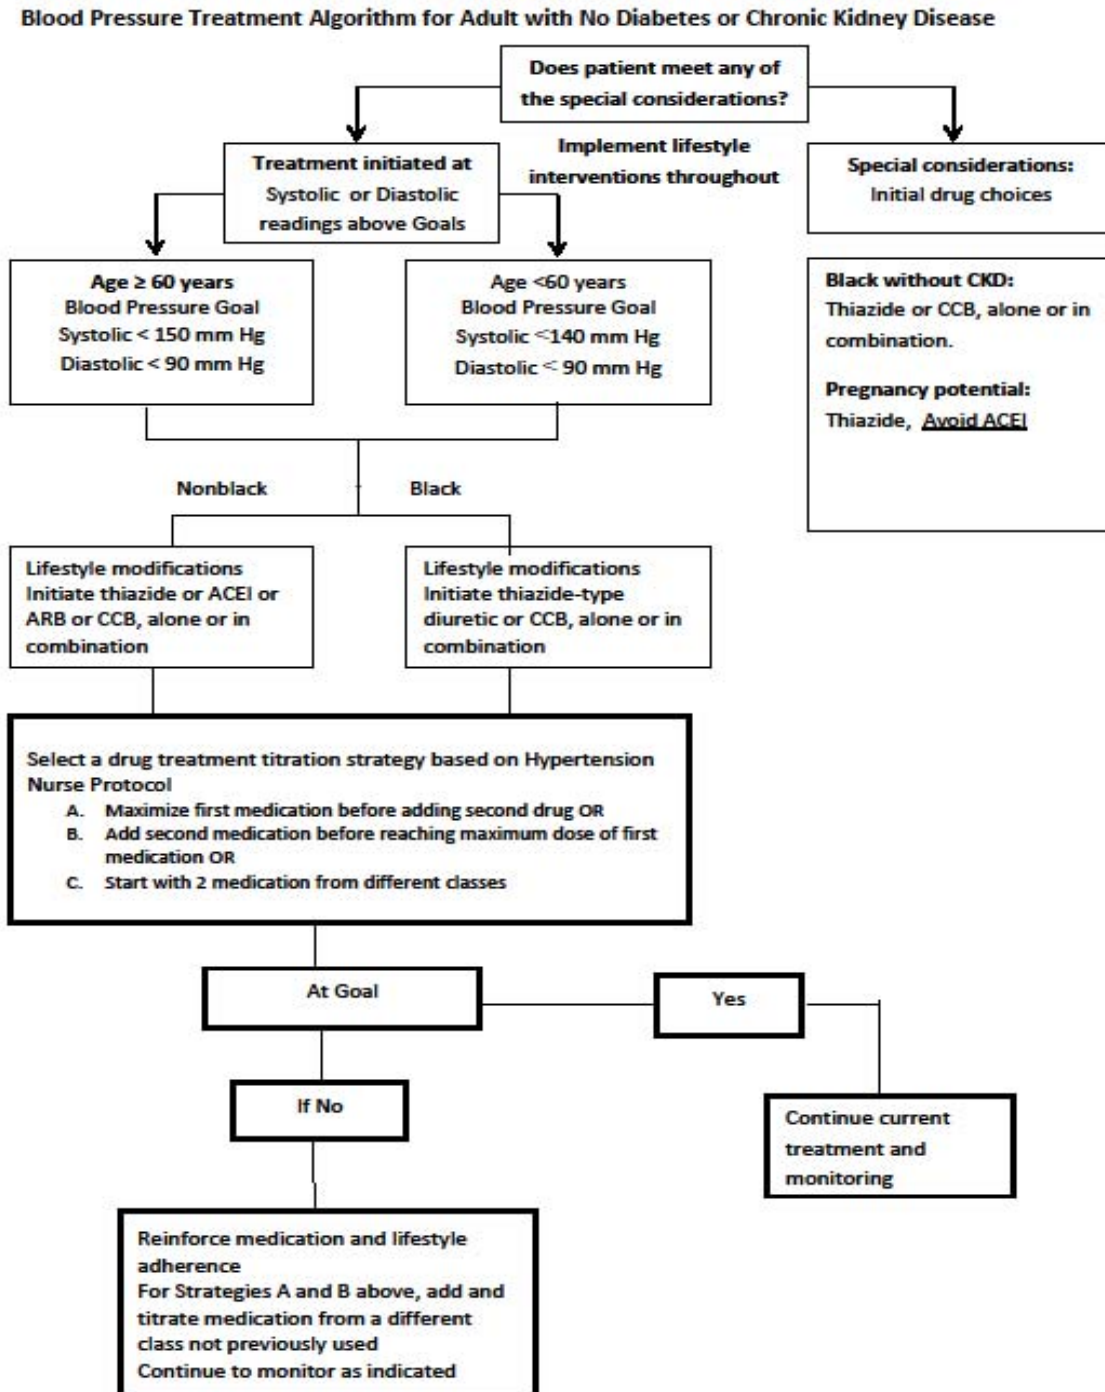 Blood Pressure Treatment Algorithm for Adult with No Diabetes or Chronic Kidney Disease
Does patient meet any of
the special considerations?
Implement lifestyle
interventions throughout
Treatment initiated at
Systolic or Diastolic
readings above Goals
Special considerations:
Initial drug choices
Age ≥ 60 years
Blood Pressure Goal
Systolic < 150 mm Hg
Diastolic < 90 mm Hg
Age <60 years
Blood Pressure Goal
Systolic <140 mm Hg
Diastolic < 90 mm Hg
Black without CKD:
Thiazide or CCB, alone or in
combination.
Pregnancy potential:
Thiazide, Avoid ACEI
Nonblack
Black
Lifestyle modifications
Initiate thiazide or ACEI or
ARB or CCB, alone or in
combination
Lifestyle modifications
Initiate thiazide-type
diuretic or CCB, alone or in
combination
Select a drug treatment titration strategy based on Hypertension
Nurse Protocol
A. Maximize first medication before adding second drug OR
B. Add second medication before reaching maximum dose of first
medication OR
C. Start with 2 medication from different classes
At Goal
Yes
If No
Continue current
treatment and
monitoring
Reinforce medication and lifestyle
adherence
For Strategies A and B above, add and
titrate medication from a different
class not previously used
Continue to monitor as indicated